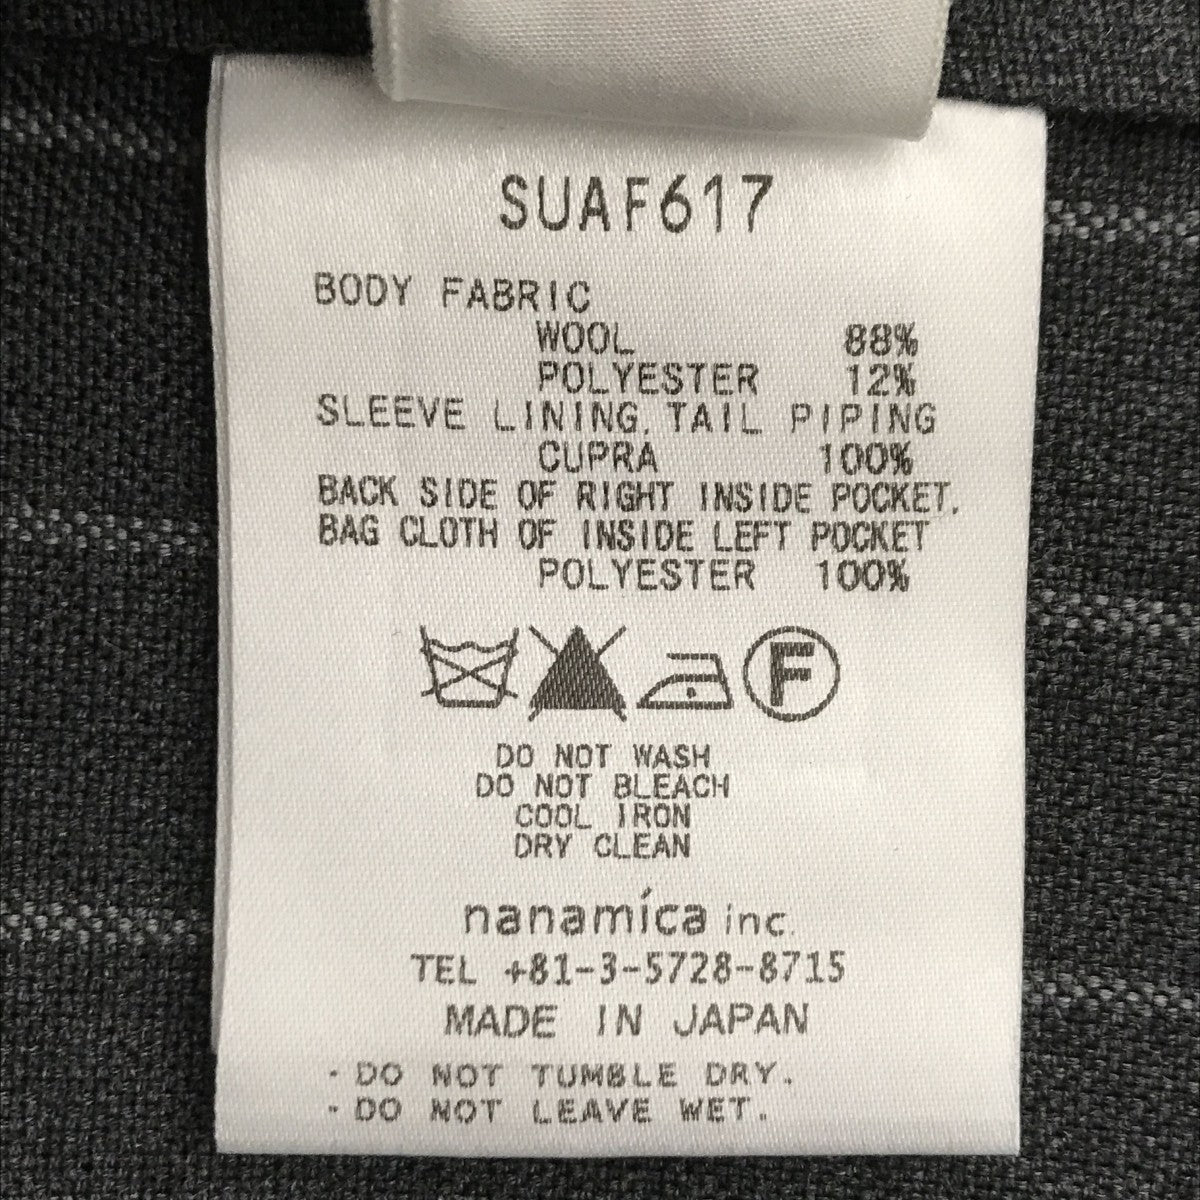 SUAF617
BODY FABRIC
WOOL 88%
POLYESTER 12%
SLEEVE LINING, TAIL PIPING
CUPRA 100%
BACK SIDE OF RIGHT INSIDE POCKET,
BAG CLOTH OF INSIDE LEFT POCKET
POLYESTER 100%
F
DO NOT WASH
DO NOT BLEACH
COOL IRON
DRY CLEAN
nanamíca inc.
TEL +81-3-5728-8715
MADE IN JAPAN
・DO NOT TUMBLE DRY.
・DO NOT LEAVE WET.